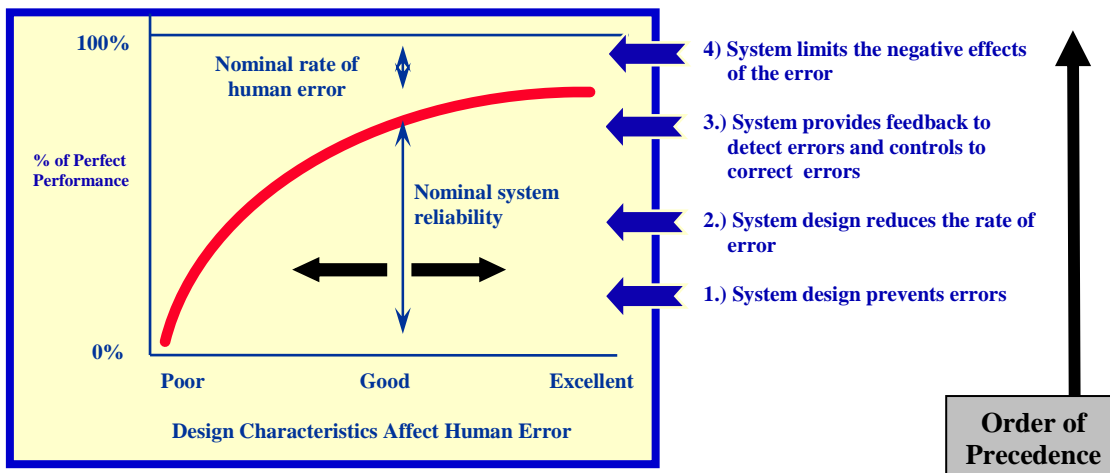 100%
Nominal rate of
human error
% of Perfect
Performance
Nominal system
reliability
0%
Poor Good Excellent
Design Characteristics Affect Human Error
4) System limits the negative effects
of the error
3.) System provides feedback to
detect errors and controls to
correct errors
2.) System design reduces the rate of
error
1.) System design prevents errors
Order of
Precedence